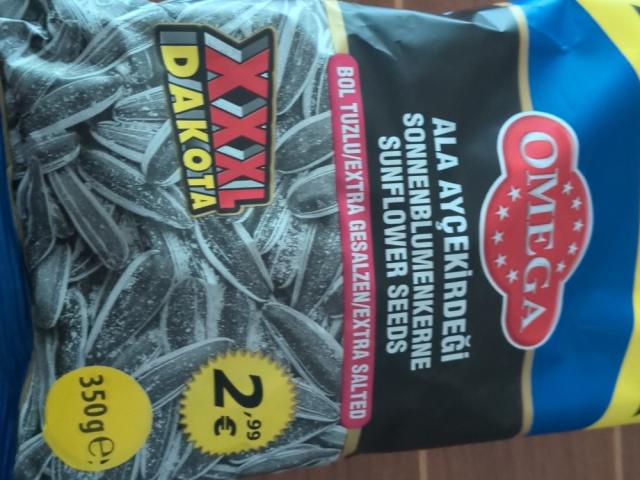 OMEGA
ALA AYÇEKİRDEĞİ
SONNENBLUMENKERNE
SUNFLOWER SEEDS
BOL TUZLU/EXTRA GESALZEN/EXTRA SALTED
XXXL
DAKOTA
2,99
€
350g e